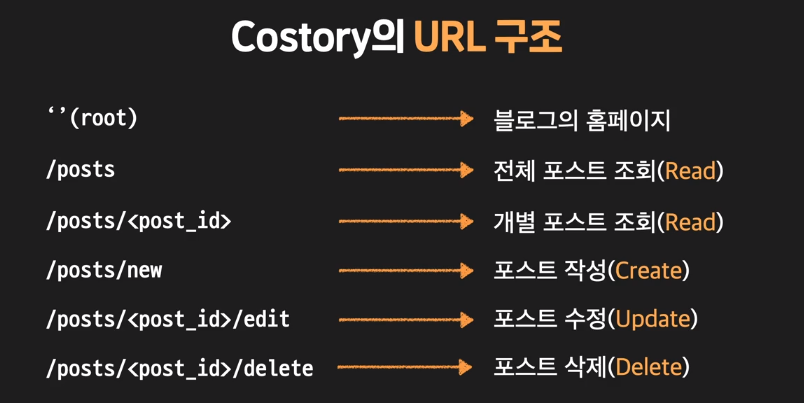 Costory의 URL 구조
‘’(root) 블로그의 홈페이지
/posts 전체 포스트 조회(Read)
/posts/<post_id> 개별 포스트 조회(Read)
/posts/new 포스트 작성(Create)
/posts/<post_id>/edit 포스트 수정(Update)
/posts/<post_id>/delete 포스트 삭제(Delete)